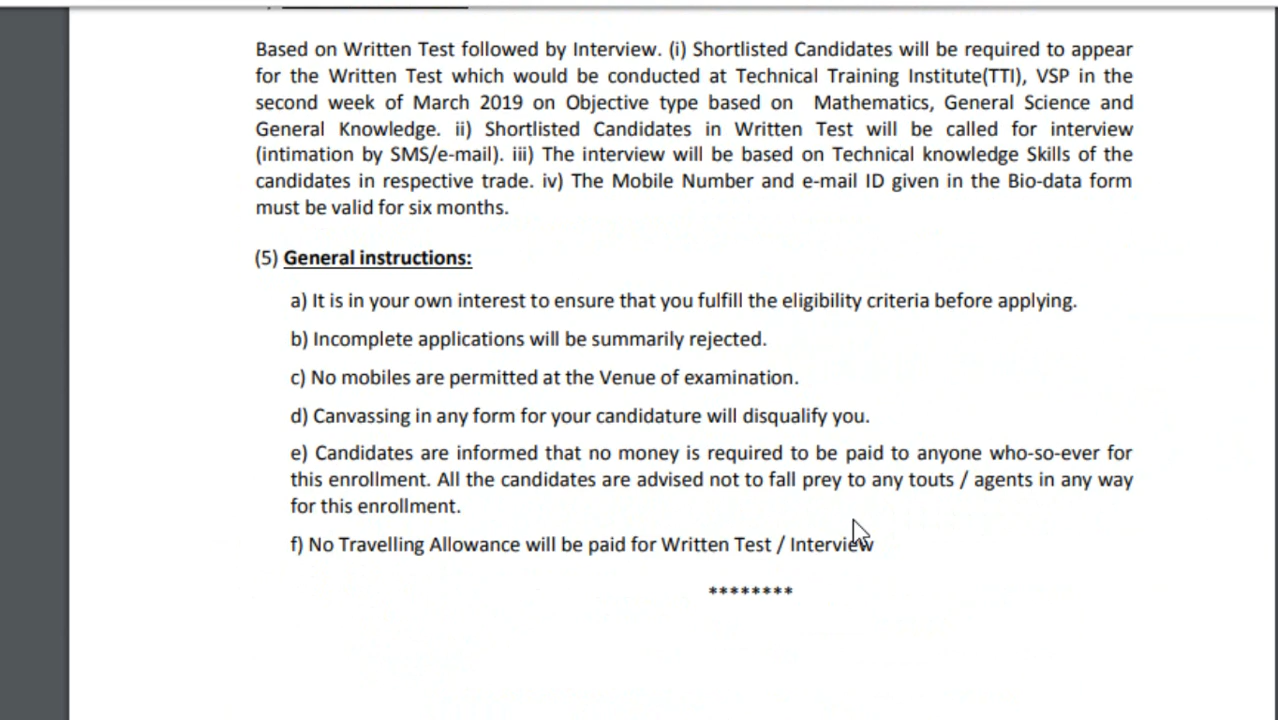 Based on Written Test followed by Interview. (i) Shortlisted Candidates will be required to appear
for the Written Test which would be conducted at Technical Training Institute(TTI), VSP in the
second week of March 2019 on Objective type based on Mathematics, General Science and
General Knowledge. ii) Shortlisted Candidates in Written Test will be called for interview
(intimation by SMS/e-mail). iii) The interview will be based on Technical knowledge Skills of the
candidates in respective trade. iv) The Mobile Number and e-mail ID given in the Bio-data form
must be valid for six months.
(5) General instructions:
a) It is in your own interest to ensure that you fulfill the eligibility criteria before applying.
b) Incomplete applications will be summarily rejected.
c) No mobiles are permitted at the Venue of examination.
d) Canvassing in any form for your candidature will disqualify you.
e) Candidates are informed that no money is required to be paid to anyone who-so-ever for
this enrollment. All the candidates are advised not to fall prey to any touts / agents in any way
for this enrollment.
f) No Travelling Allowance will be paid for Written Test / Interview
********